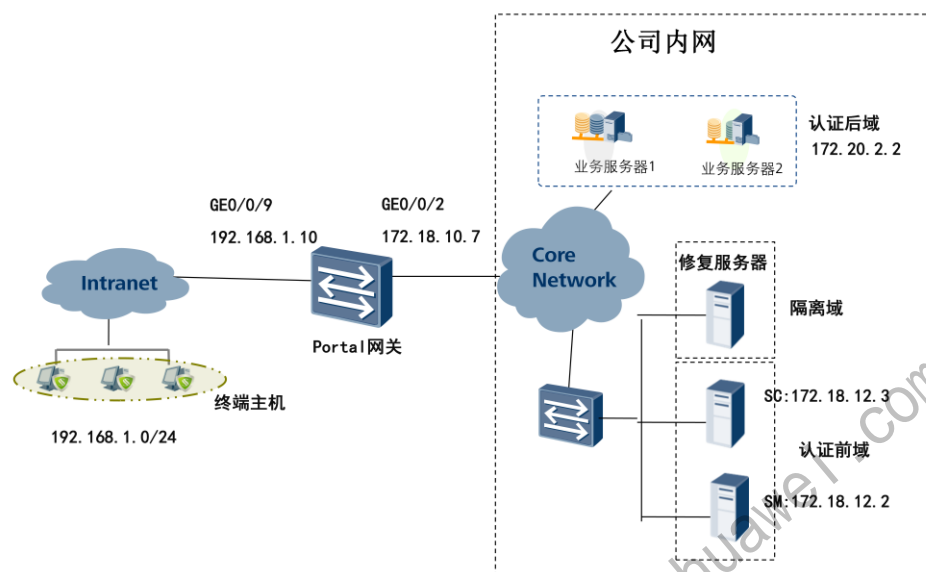 公司内网
认证后域
172.20.2.2
业务服务器1
业务服务器2
GE0/0/9
192.168.1.10
GE0/0/2
172.18.10.7
Intranet
Portal网关
Core
Network
修复服务器
隔离域
终端主机
192.168.1.0/24
SC:172.18.12.3
认证前域
SM:172.18.12.2
huawei.com